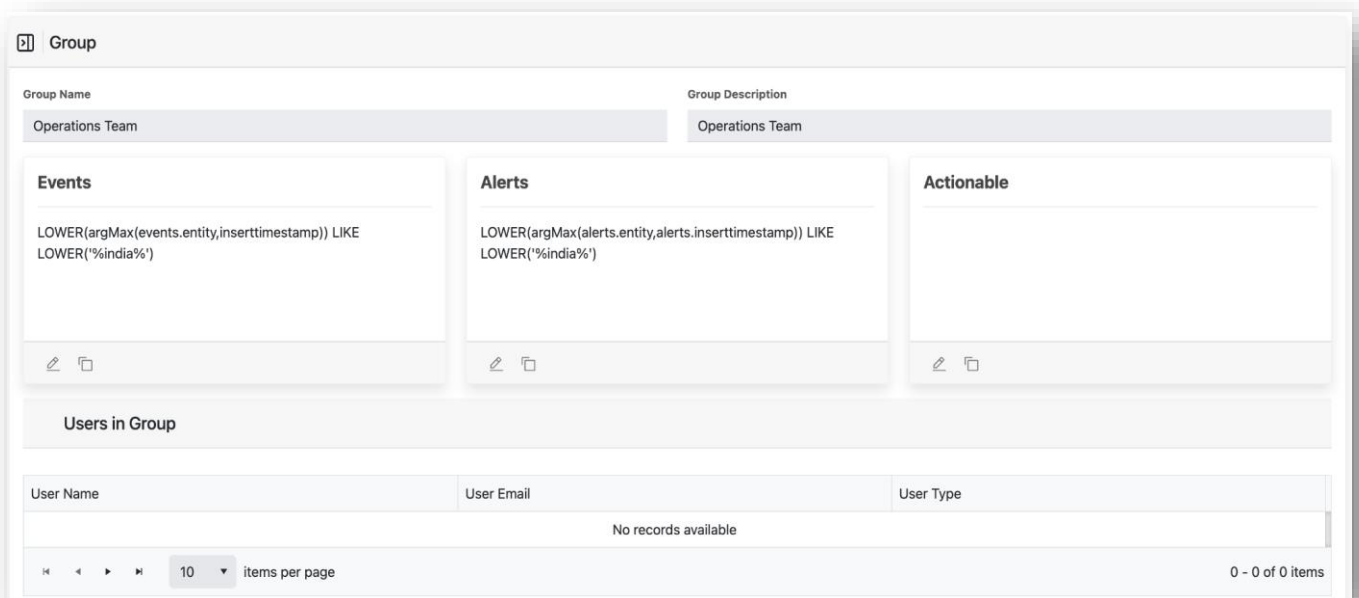 Group
Group Name
Group Description
Operations Team
Operations Team
Events
LOWER(argMax(events.entity,inserttimestamp)) LIKE
LOWER('%india%')
Alerts
LOWER(argMax(alerts.entity,alerts.inserttimestamp)) LIKE
LOWER('%india%')
Actionable
Users in Group
User Name
User Email
User Type
No records available
10 items per page
0 - 0 of 0 items